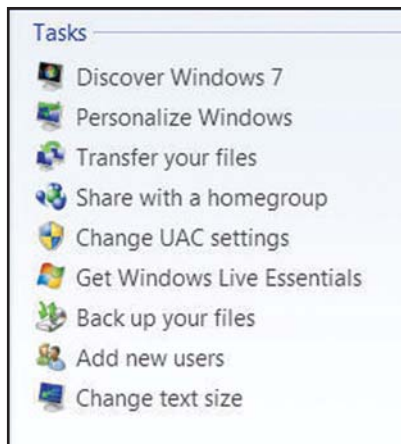 Tasks
Discover Windows 7
Personalize Windows
Transfer your files
Share with a homegroup
Change UAC settings
Get Windows Live Essentials
Back up your files
Add new users
Change text size